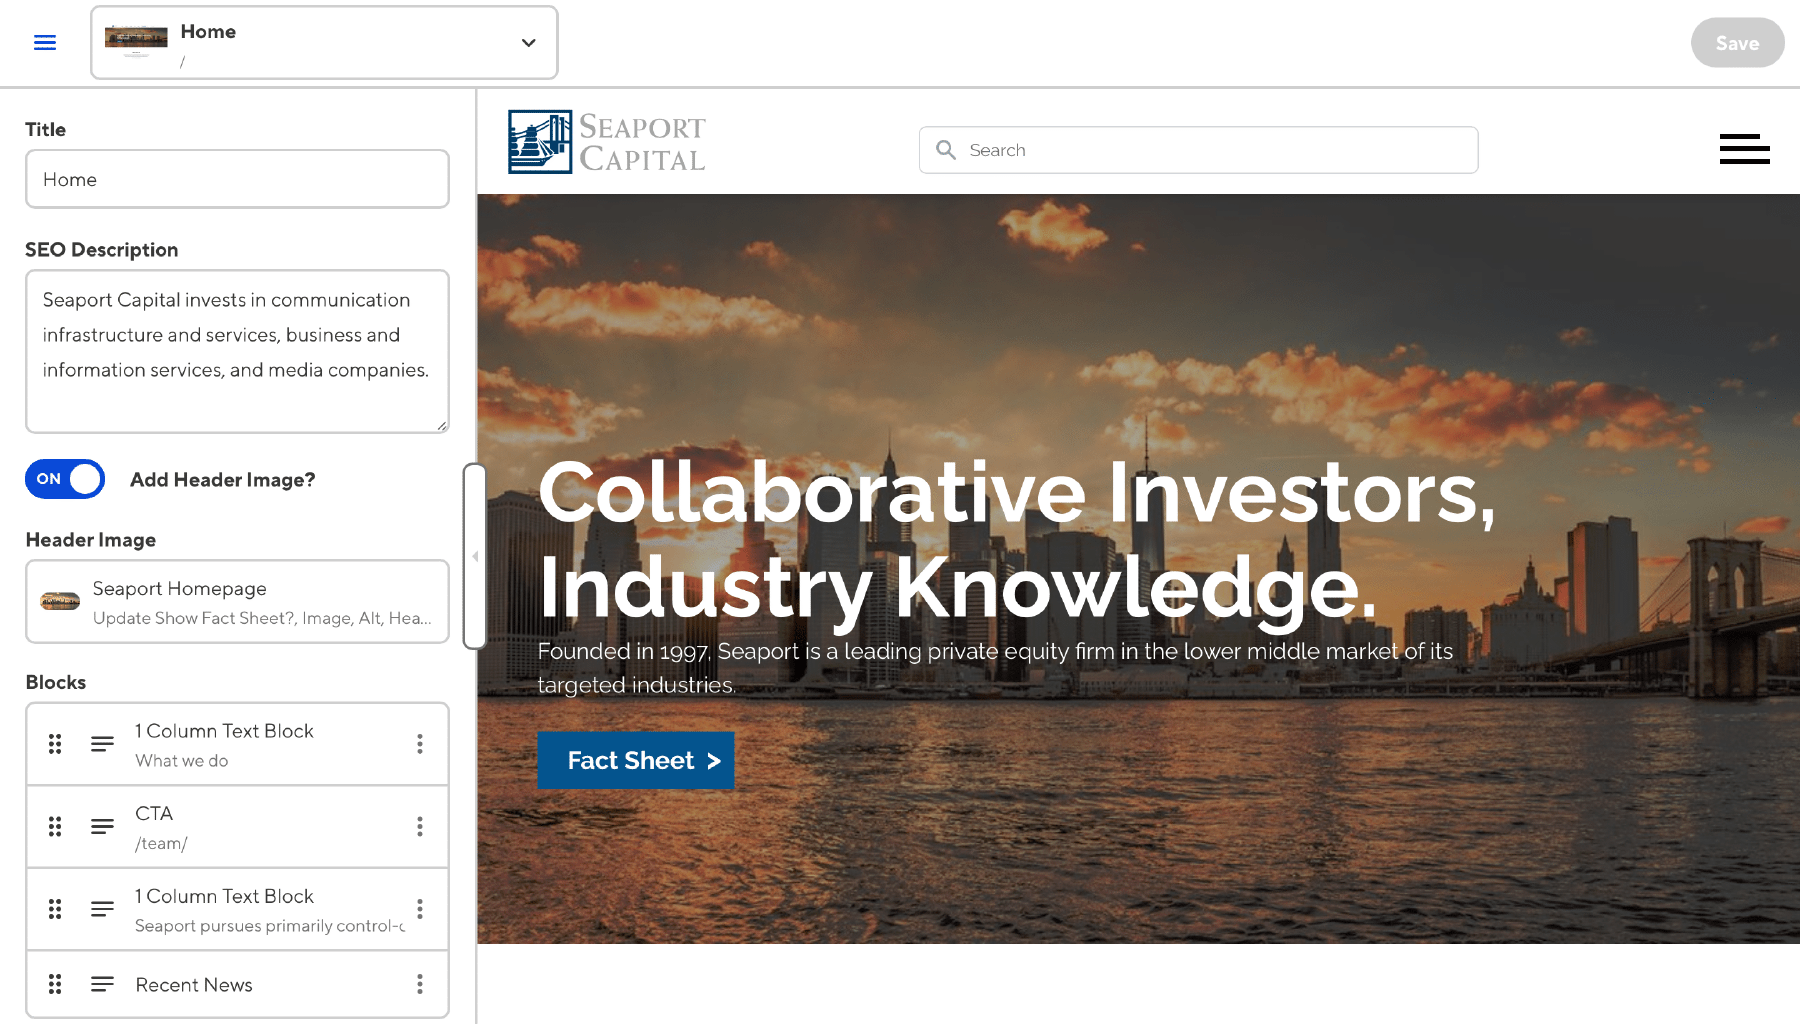 Home
/
Save
Title
Home
SEO Description
Seaport Capital invests in communication
infrastructure and services, business and
information services, and media companies.
ON
Add Header Image?
Header Image
Seaport Homepage
Update Show Fact Sheet?, Image, Alt, Hea...
Blocks
1 Column Text Block
What we do
CTA
/team/
1 Column Text Block
Seaport pursues primarily control-
Recent News
SEAPORT
CAPITAL
Search
Collaborative Investors,
Industry Knowledge.
Founded in 1997, Seaport is a leading private equity firm in the lower middle market of its
targeted industries.
Fact Sheet >